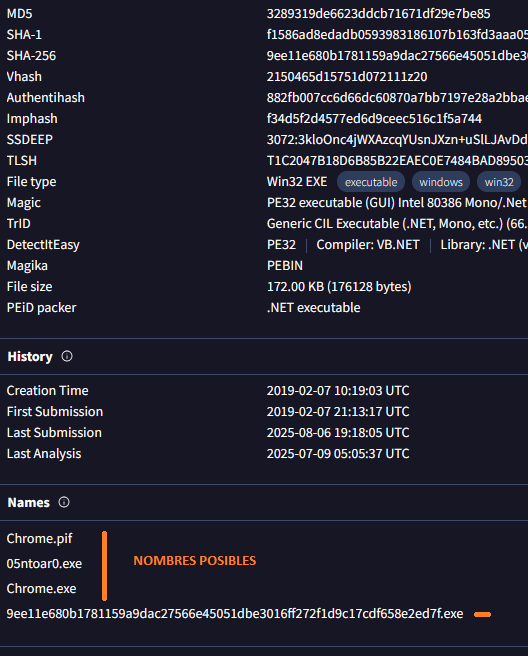 MD5 3289319de6623ddcb71671df29e7be85
SHA-1 f1586ad8edadb0593983186107b163fd3aaa05
SHA-256 9ee11e680b1781159a9dac27566e45051dbe30
Vhash 2150465d15751d072111z20
Authentihash 882fb007cc6d66dc60870a7bb7197e28a2bbae
Imphash f34d5f2d4577ed6d9ceec516c1f5a744
SSDEEP 3072:3kloOnc4jWXAzcqYUsnJXzn+uSlLJAvDd
TLSH T1C2047B18D6B85B22EAEC0E7484BAD89503
File type Win32 EXE executable windows win32
Magic PE32 executable (GUI) Intel 80386 Mono/.Net
TrID Generic CIL Executable (.NET, Mono, etc.) (66.
DetectItEasy PE32 | Compiler: VB.NET | Library: .NET (v
Magika PEBIN
File size 172.00 KB (176128 bytes)
PEiD packer .NET executable
History
Creation Time 2019-02-07 10:19:03 UTC
First Submission 2019-02-07 21:13:17 UTC
Last Submission 2025-08-06 19:18:05 UTC
Last Analysis 2025-07-09 05:05:37 UTC
Names
Chrome.pif
05ntoar0.exe
NOMBRES POSIBLES
Chrome.exe
9ee11e680b1781159a9dac27566e45051dbe3016ff272f1d9c17cdf658e2ed7f.exe